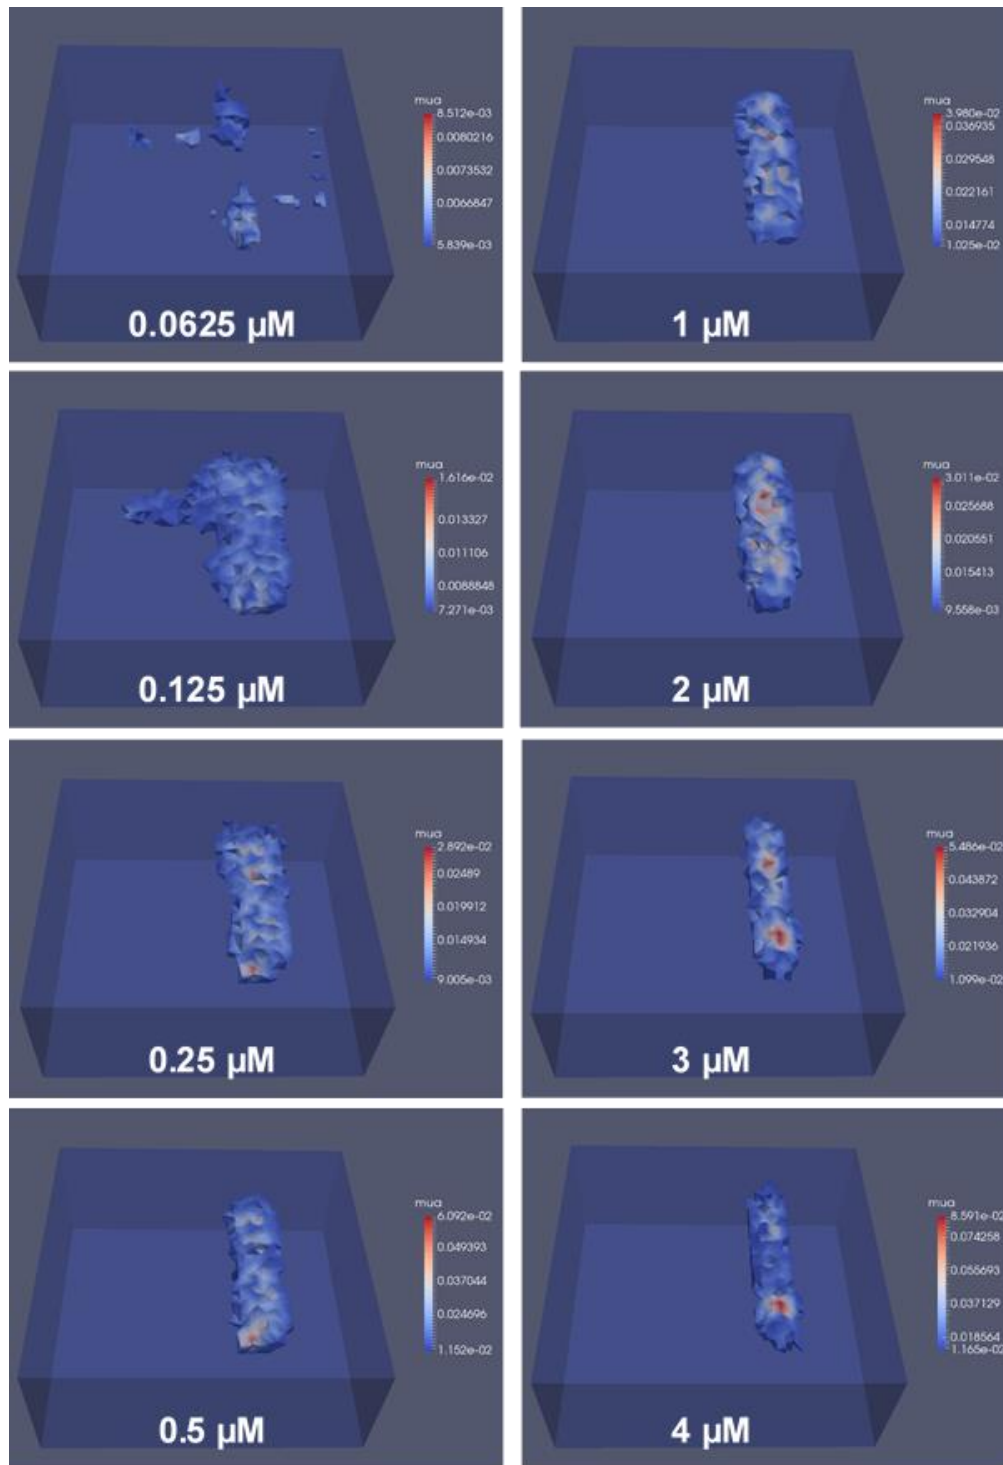 mua
8.512e-03
0.0080216
0.0073532
0.0066847
5.839e-03
0.0625 µM
mua
3.980e-02
0.036935
0.029548
0.022161
0.014774
1.025e-02
1 µM
mua
1.616e-02
0.013327
0.011106
0.0088848
7.271e-03
0.125 µM
mua
3.011e-02
0.025688
0.020551
0.015413
9.558e-03
2 µM
mua
2.892e-02
0.02489
0.019912
0.014934
9.005e-03
0.25 µM
mua
5.486e-02
0.043872
0.032904
0.021936
1.099e-02
3 µM
mua
6.092e-02
0.049393
0.037044
0.024696
1.152e-02
0.5 µM
mua
8.591e-02
0.074258
0.055693
0.037129
0.018564
1.165e-02
4 µM